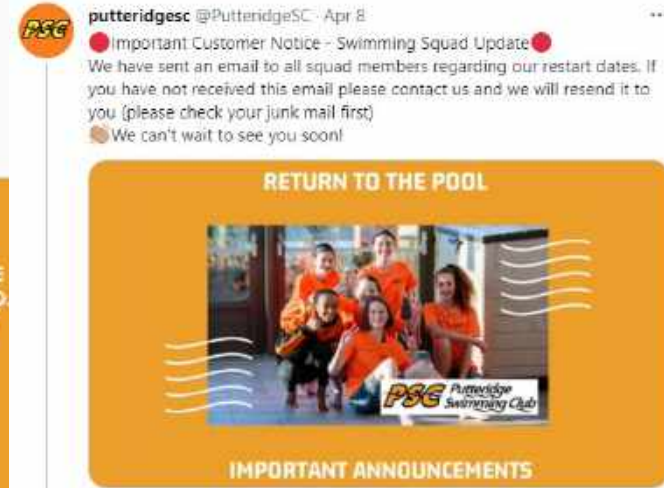 PSC
putteridgesc @PutteridgeSC · Apr 8
🔴Important Customer Notice - Swimming Squad Update🔴
We have sent an email to all squad members regarding our restart dates. If
you have not received this email please contact us and we will resend it to
you (please check your junk mail first)
👏🏼We can't wait to see you soon!
RETURN TO THE POOL
PSC Putteridge
Swimming Club
IMPORTANT ANNOUNCEMENTS